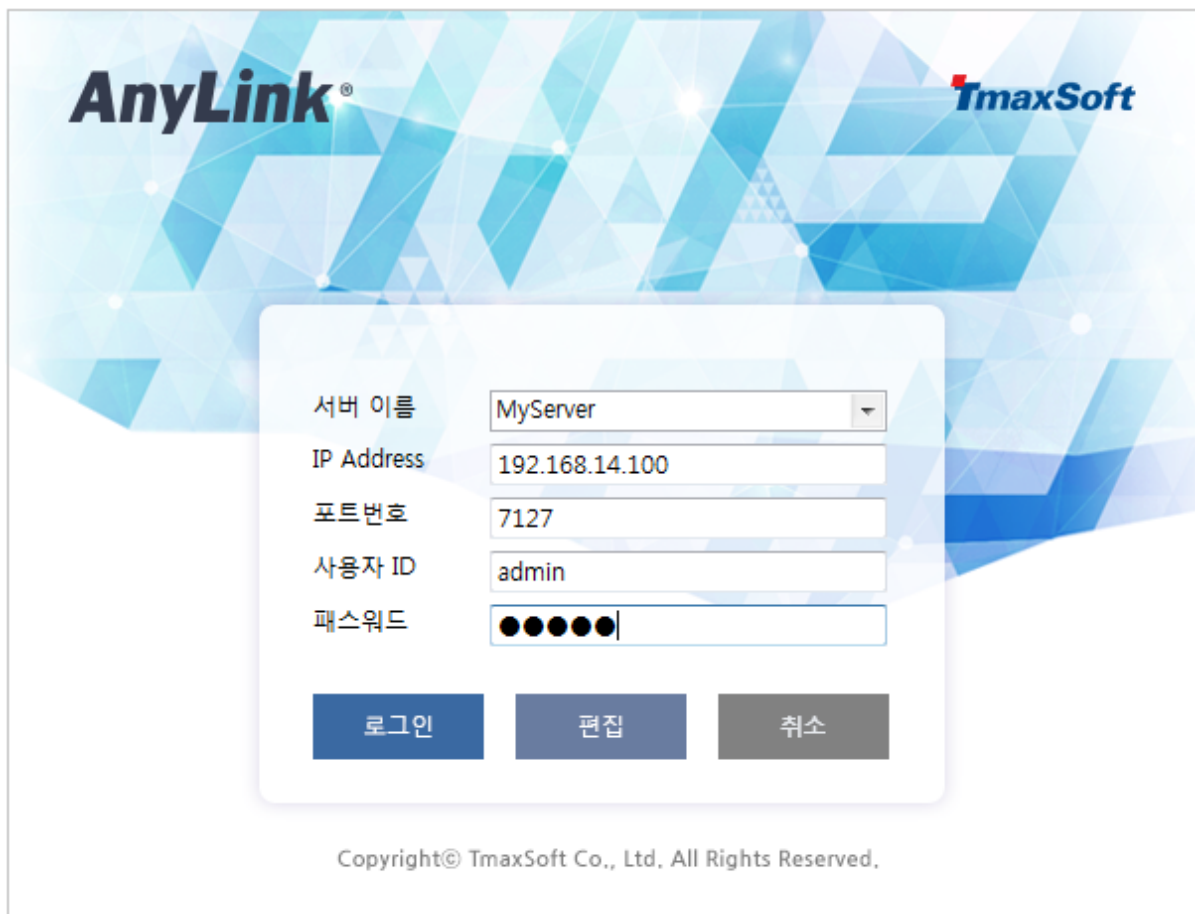 AnyLink®
TmaxSoft
서버 이름 MyServer
IP Address 192.168.14.100
포트번호 7127
사용자 ID admin
패스워드 ●●●●●
로그인 편집 취소
Copyrightⓒ TmaxSoft Co., Ltd. All Rights Reserved.